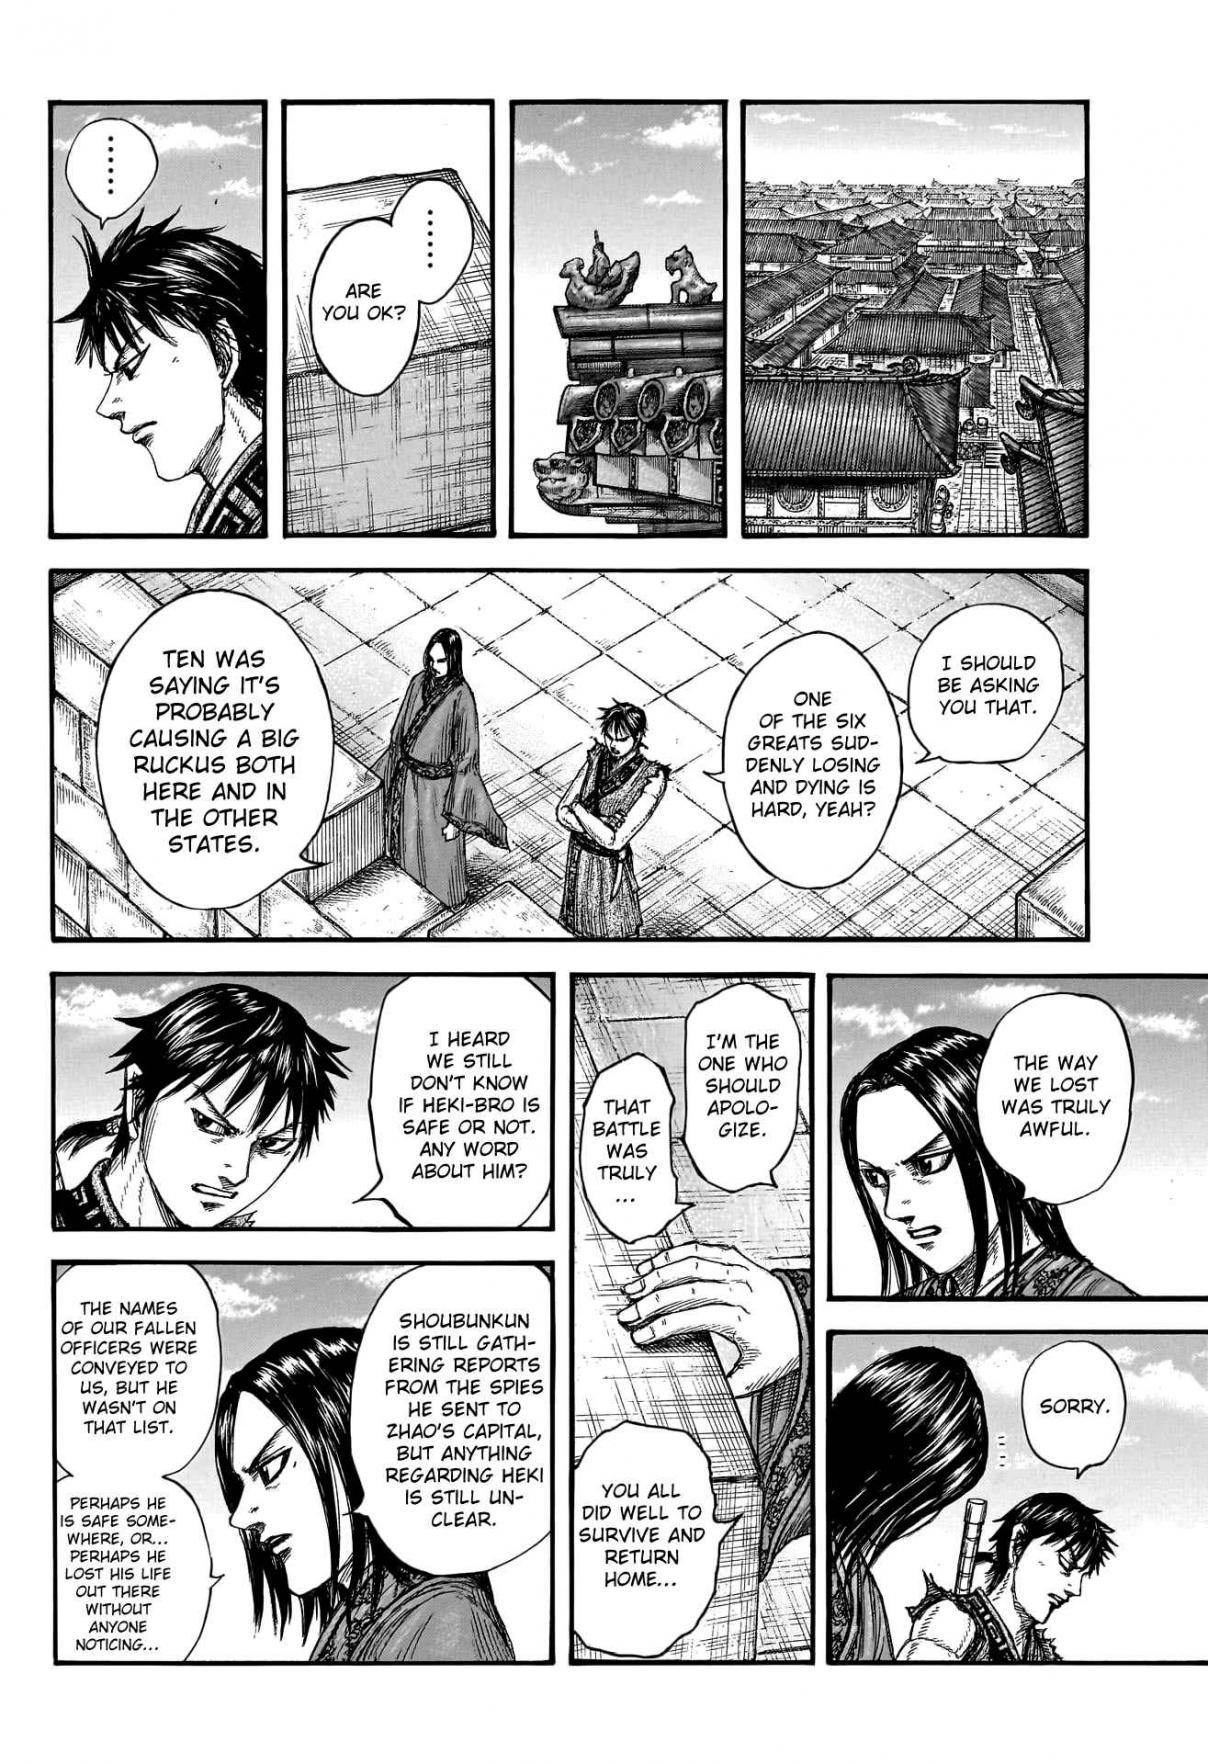 ......
ARE
YOU OK?
......
I SHOULD
BE ASKING
YOU THAT.
ONE
OF THE SIX
GREATS SUD-
DENLY LOSING
AND DYING IS
HARD, YEAH?
TEN WAS
SAYING IT'S
PROBABLY
CAUSING A BIG
RUCKUS BOTH
HERE AND IN
THE OTHER
STATES.
THE WAY
WE LOST
WAS TRULY
AWFUL.
SORRY.
...
I'M THE
ONE WHO
SHOULD
APOLO-
GIZE.
THAT
BATTLE
WAS
TRULY
...
YOU ALL
DID WELL TO
SURVIVE AND
RETURN
HOME...
I HEARD
WE STILL
DON'T KNOW
IF HEKI-BRO IS
SAFE OR NOT.
ANY WORD
ABOUT HIM?
SHOUBUNKUN
IS STILL GATH-
ERING REPORTS
FROM THE SPIES
HE SENT TO
ZHAO'S CAPITAL,
BUT ANYTHING
REGARDING HEKI
IS STILL UN-
CLEAR.
THE NAMES
OF OUR FALLEN
OFFICERS WERE
CONVEYED TO
US, BUT HE
WASN'T ON
THAT LIST.
PERHAPS HE
IS SAFE SOME-
WHERE, OR...
PERHAPS HE
LOST HIS LIFE
OUT THERE
WITHOUT
ANYONE
NOTICING...